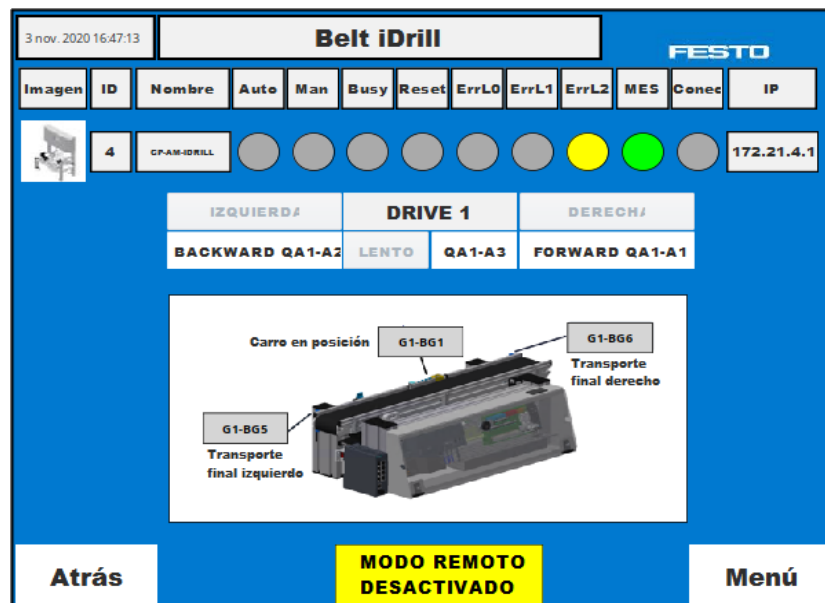 3 nov. 2020 16:47:13
Belt iDrill
FESTO
Imagen ID Nombre Auto Man Busy Reset ErrL0 ErrL1 ErrL2 MES Conec IP
4 CP-AM-IDRILL 172.21.4.1
IZQUIERDA DRIVE 1 DERECHA
BACKWARD QA1-A2 LENTO QA1-A3 FORWARD QA1-A1
Carro en posición G1-BG1 G1-BG6
Transporte
final derecho
G1-BG5
Transporte
final izquierdo
Atrás
MODO REMOTO
DESACTIVADO
Menú